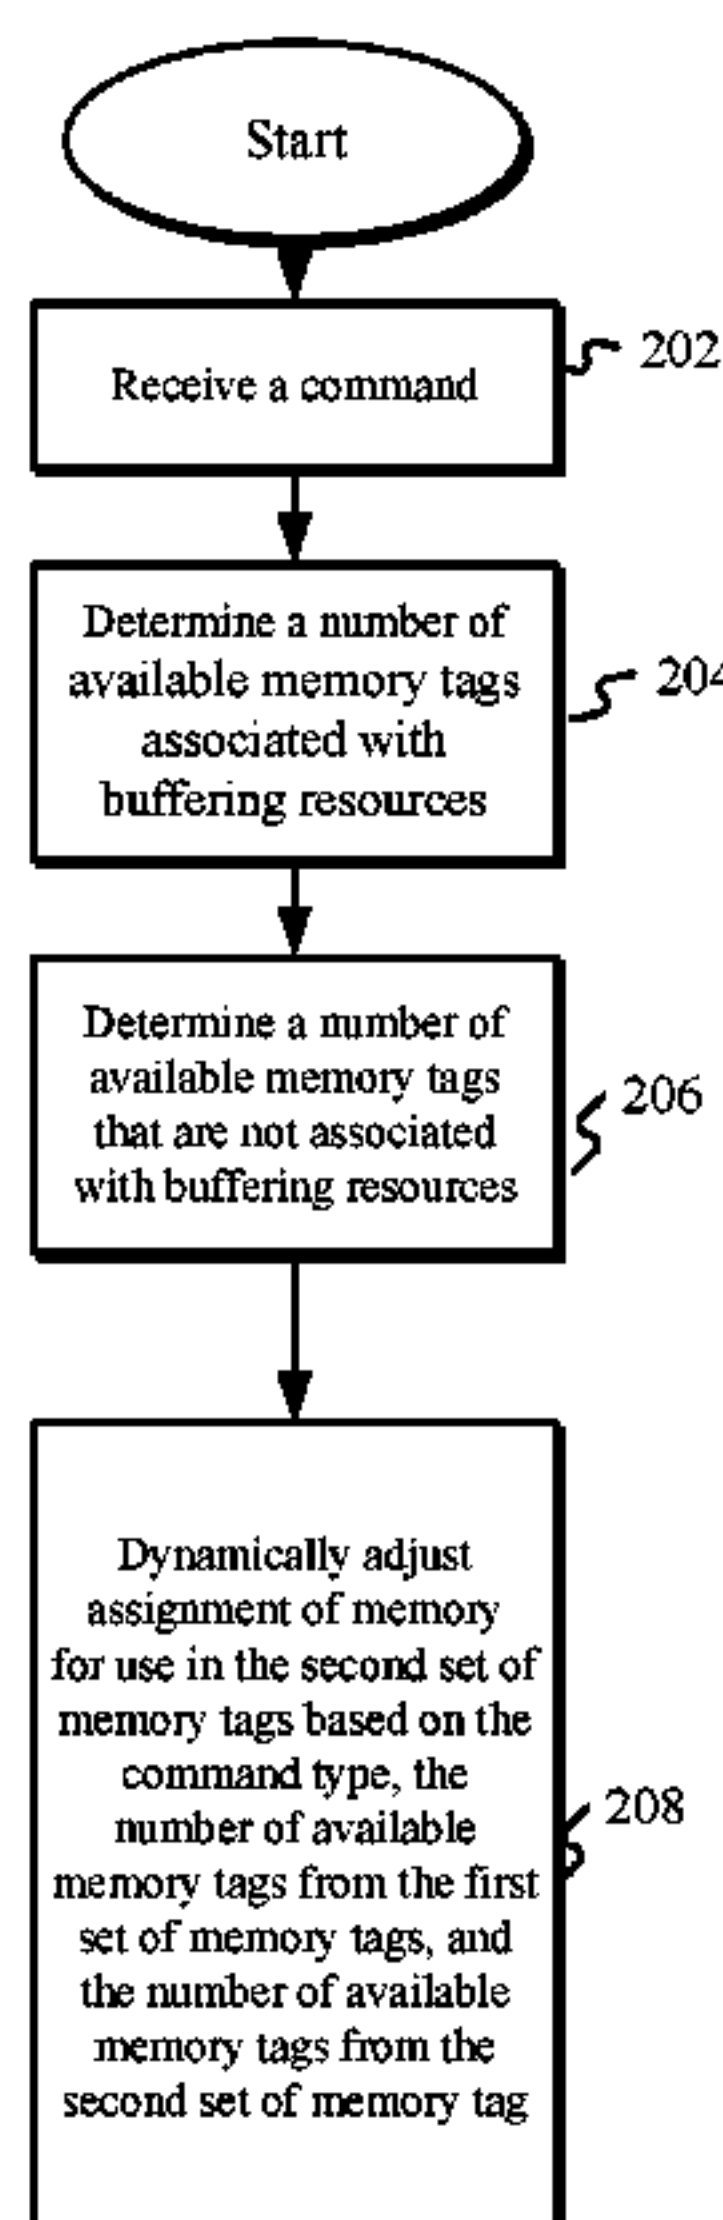 Start
Receive a command
202
Determine a number of
available memory tags
associated with
buffering resources
204
Determine a number of
available memory tags
that are not associated
with buffering resources
206
Dynamically adjust
assignment of memory
for use in the second set of
memory tags based on the
command type, the
number of available
memory tags from the first
set of memory tags, and
the number of available
memory tags from the
second set of memory tag
208